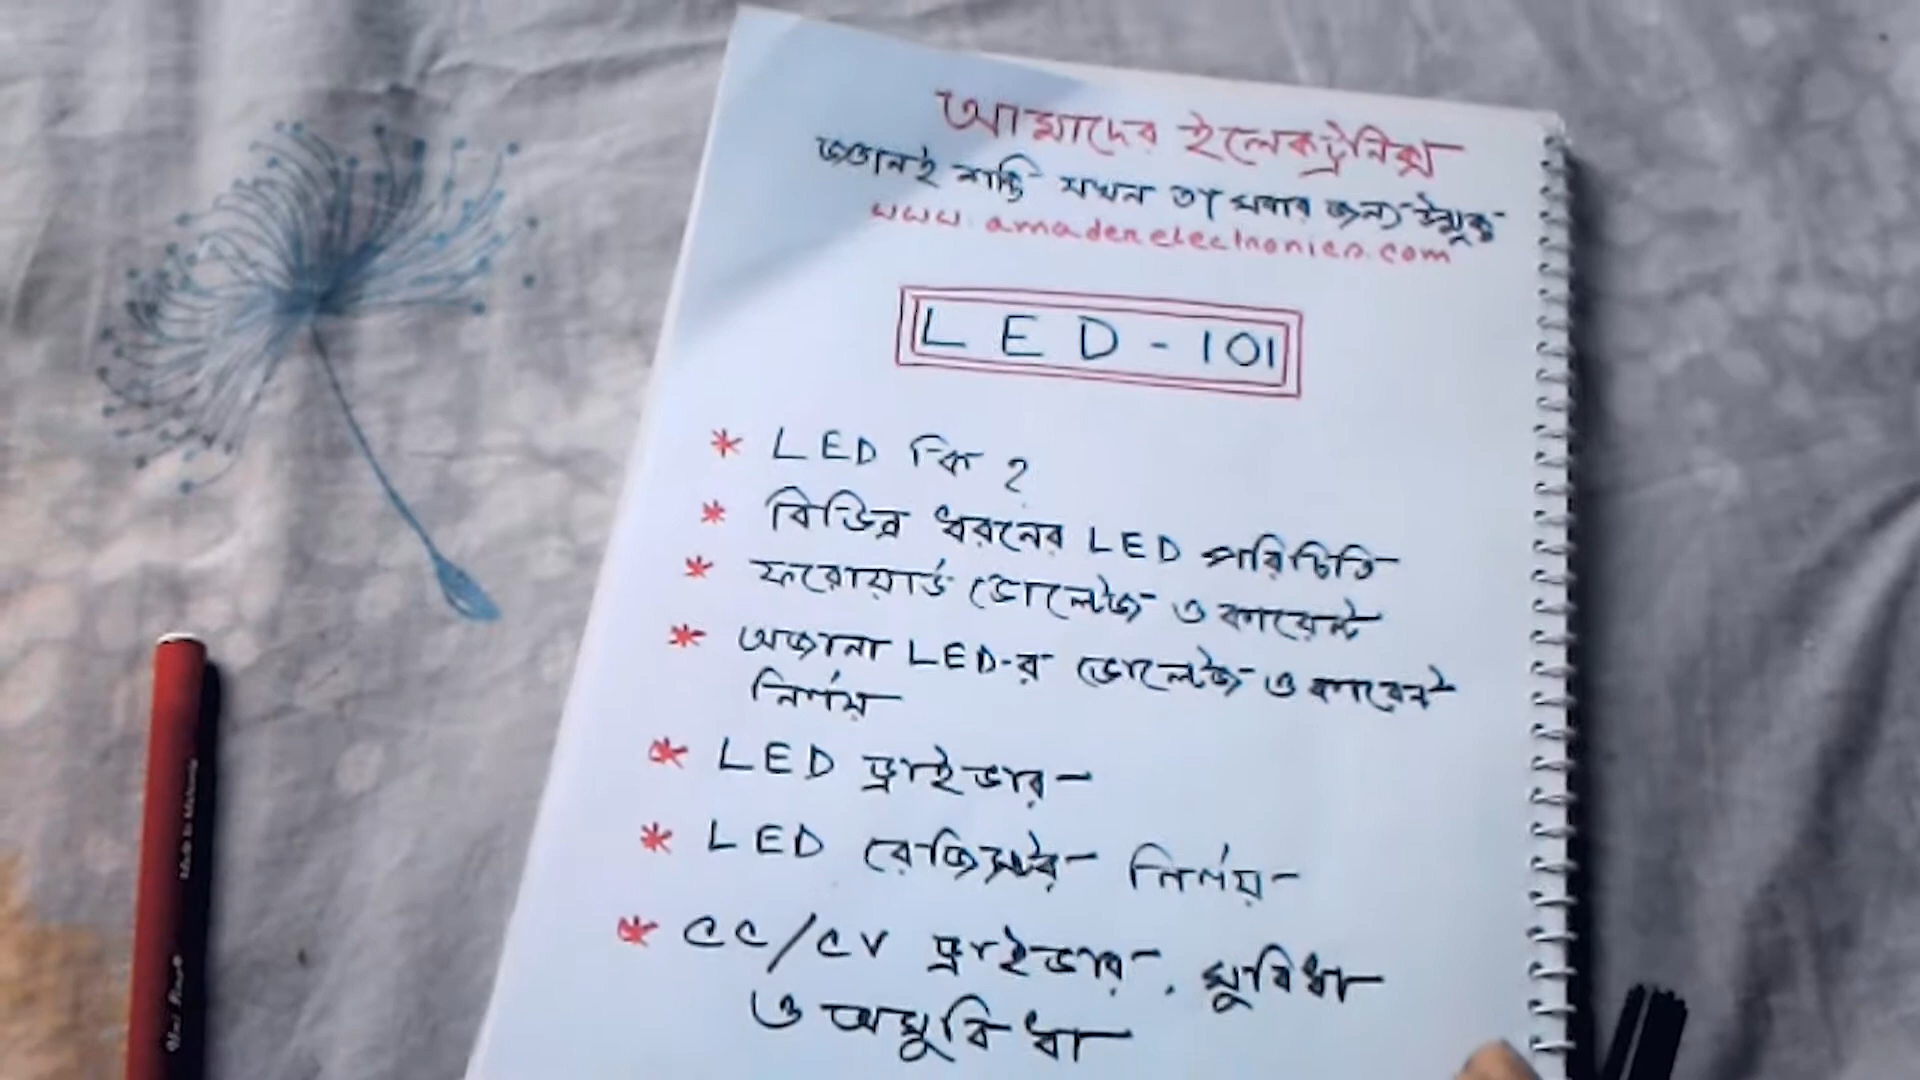 আমাদের ইলেকট্রনিক্স
জ্ঞানই শক্তি যখন তা সবার জন্য উন্মুক্ত
www.amaderelectronics.com
LED-101
* LED কি ?
* বিভিন্ন ধরনের LED পরিচিতি
* ফরোয়ার্ড ভোল্টেজ ও কারেন্ট
* অজানা LED-র ভোল্টেজ ও কারেন্ট
নির্ণয়
* LED ড্রাইভার
* LED রেজিস্টর নির্ণয়
* CC/CV ড্রাইভার, সুবিধা
ও অসুবিধা